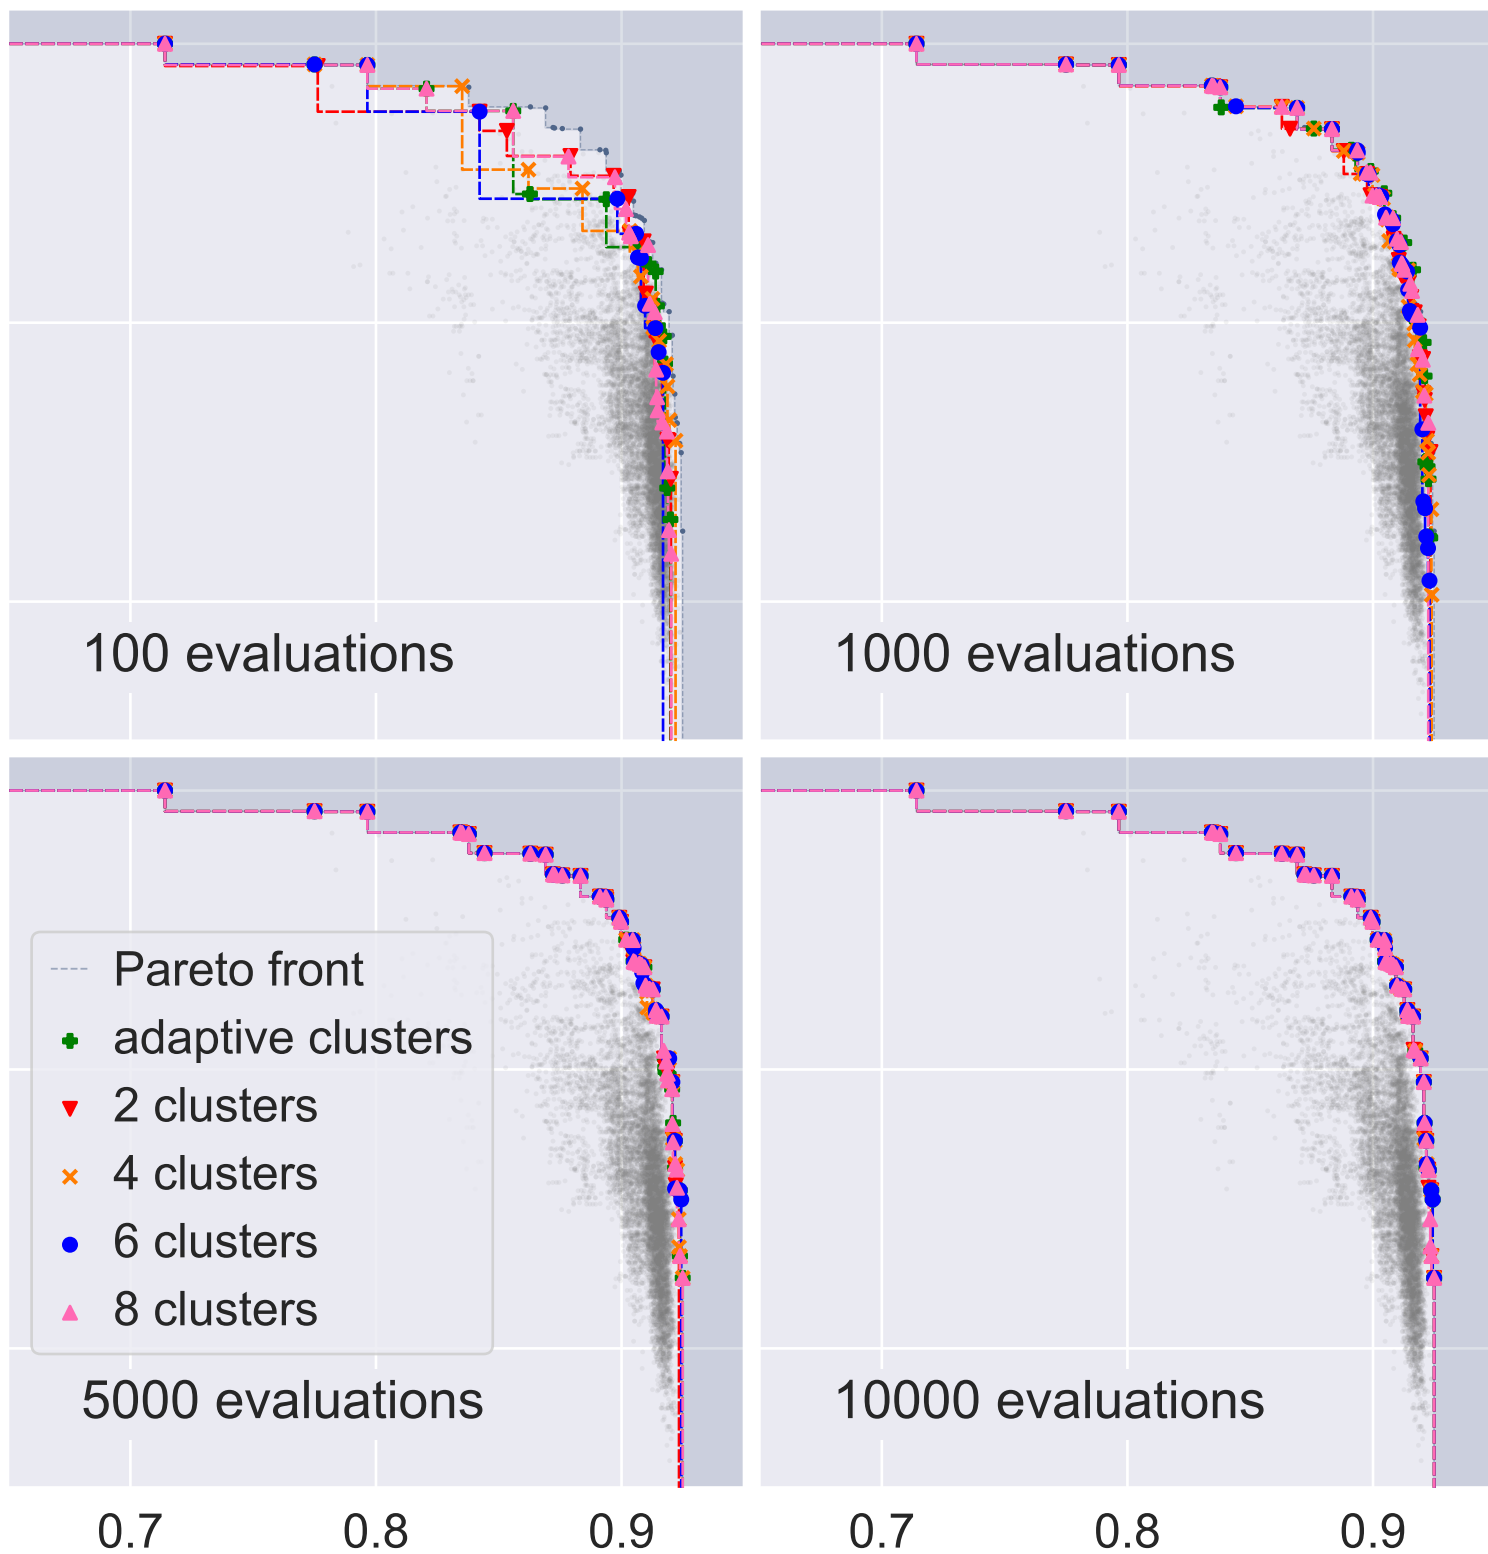 100 evaluations
1000 evaluations
Pareto front
adaptive clusters
2 clusters
4 clusters
6 clusters
8 clusters
5000 evaluations
10000 evaluations
0.7 0.8 0.9 0.7 0.8 0.9